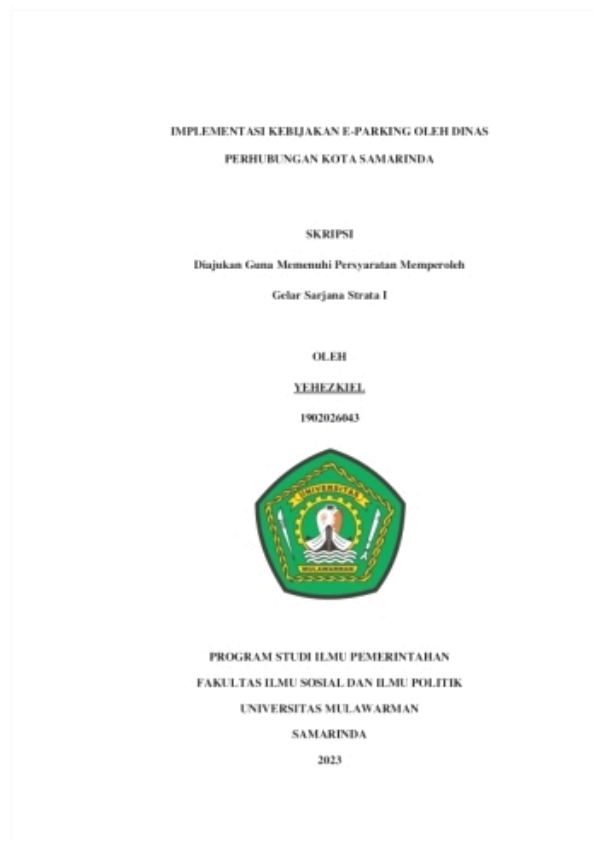 IMPLEMENTASI KEBIJAKAN E-PARKING OLEH DINAS
PERHUBUNGAN KOTA SAMARINDA
SKRIPSI
Diajukan Guna Memenuhi Persyaratan Memperoleh
Gelar Sarjana Strata I
OLEH
YEHEZKIEL
1902026043
UNIVERSITAS
MULAWARMAN
PROGRAM STUDI ILMU PEMERINTAHAN
FAKULTAS ILMU SOSIAL DAN ILMU POLITIK
UNIVERSITAS MULAWARMAN
SAMARINDA
2023